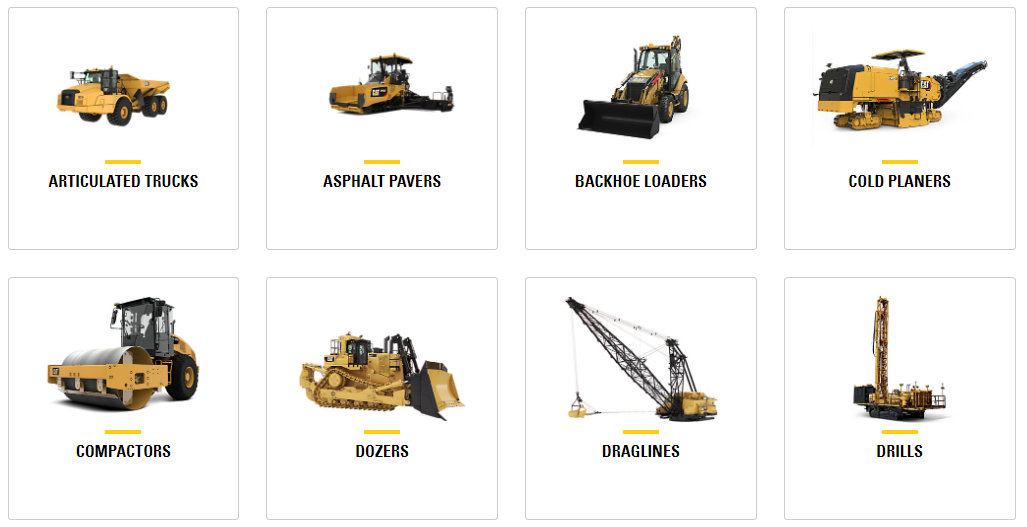 ARTICULATED TRUCKS
ASPHALT PAVERS
BACKHOE LOADERS
COLD PLANERS
COMPACTORS
DOZERS
DRAGLINES
DRILLS